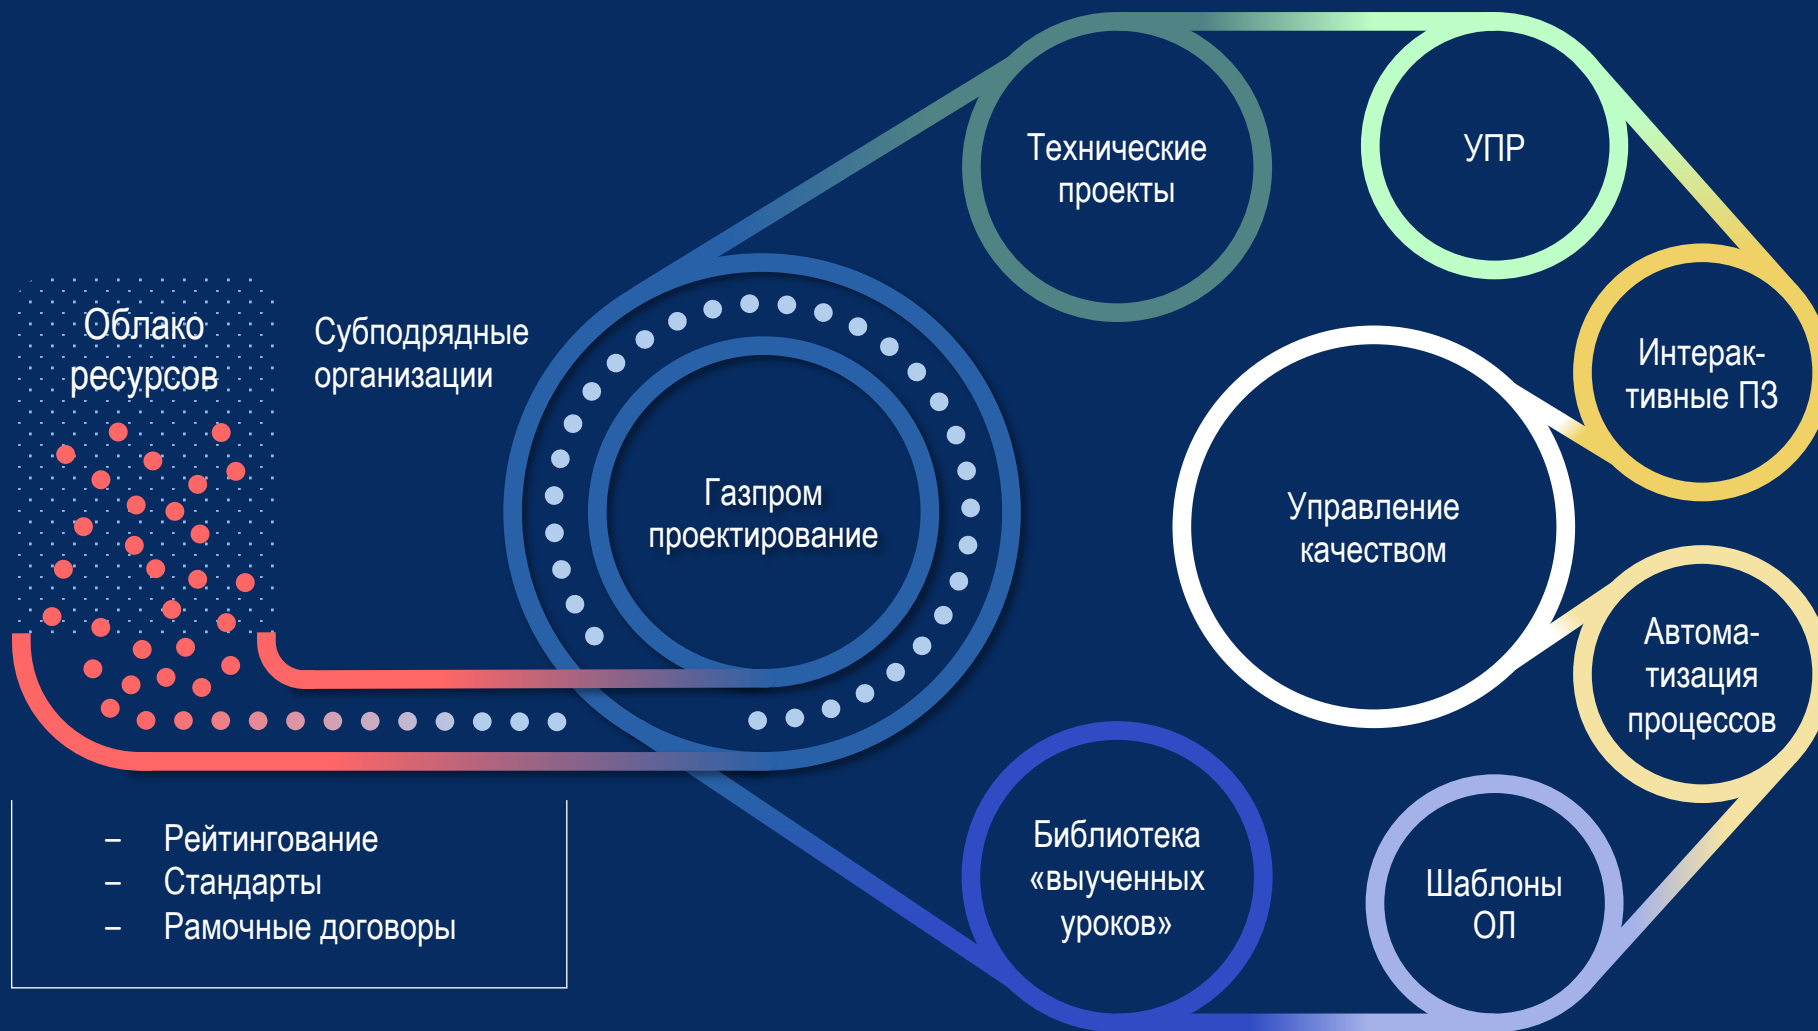 Облако
ресурсов
Субподрядные
организации
Газпром
проектирование
Технические
проекты
УПР
Интерак-
тивные ПЗ
Управление
качеством
Автома-
тизация
процессов
Шаблоны
ОЛ
Библиотека
«выученных
уроков»
– Рейтингование
– Стандарты
– Рамочные договоры